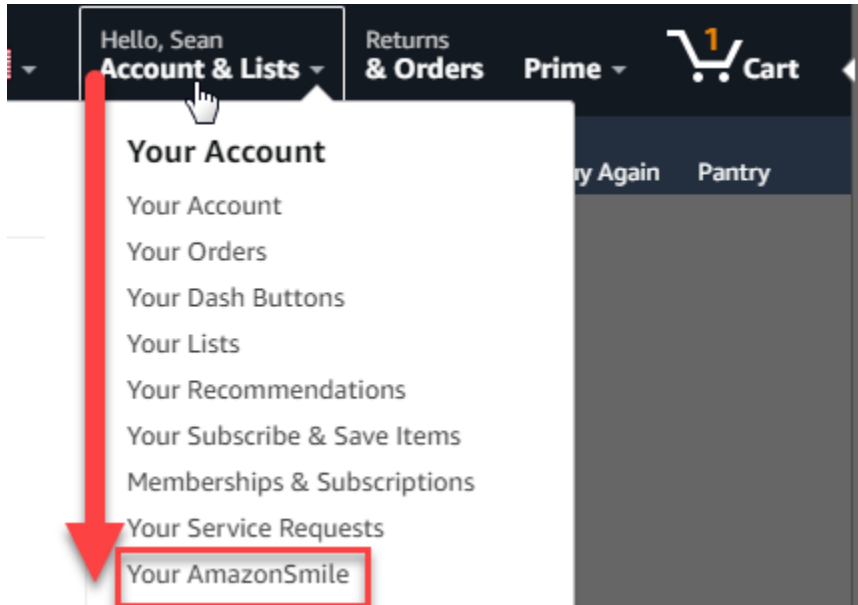 Hello, Sean
Account & Lists
Returns
& Orders
Prime
1
Cart
Your Account
Again
Pantry
Your Account
Your Orders
Your Dash Buttons
Your Lists
Your Recommendations
Your Subscribe & Save Items
Memberships & Subscriptions
Your Service Requests
Your AmazonSmile